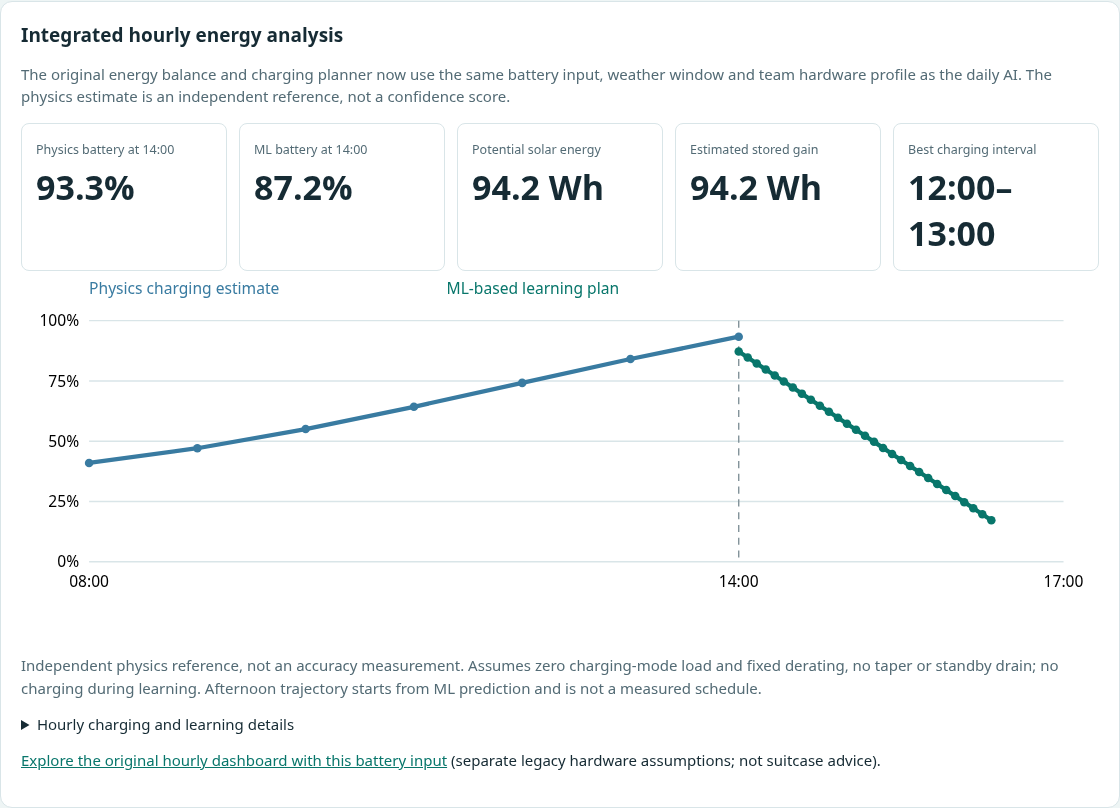 Integrated hourly energy analysis
The original energy balance and charging planner now use the same battery input, weather window and team hardware profile as the daily AI. The
physics estimate is an independent reference, not a confidence score.
Physics battery at 14:00
93.3%
ML battery at 14:00
87.2%
Potential solar energy
94.2 Wh
Estimated stored gain
94.2 Wh
Best charging interval
12:00–
13:00
Physics charging estimate
ML-based learning plan
100%
75%
50%
25%
0%
08:00
14:00
17:00
Independent physics reference, not an accuracy measurement. Assumes zero charging-mode load and fixed derating, no taper or standby drain; no
charging during learning. Afternoon trajectory starts from ML prediction and is not a measured schedule.
Hourly charging and learning details
Explore the original hourly dashboard with this battery input (separate legacy hardware assumptions; not suitcase advice).